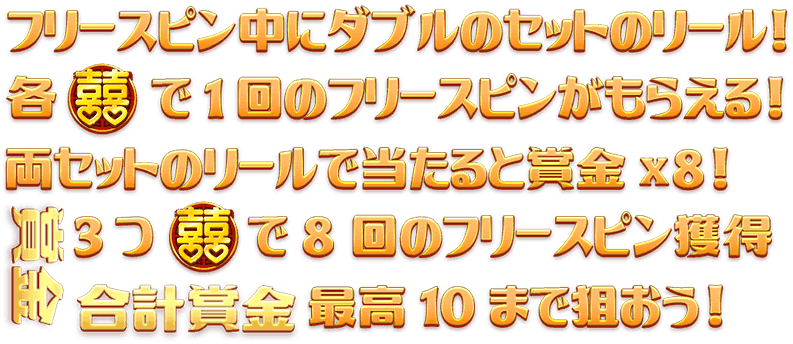 フリースピン中にダブルのセットのリール！
各 囍 で 1 回のフリースピンがもらえる！
両セットのリールで当たると賞金 x8！
3 つ 囍 で 8 回のフリースピン獲得
賞金
合計賞金 最高 10 まで狙おう！